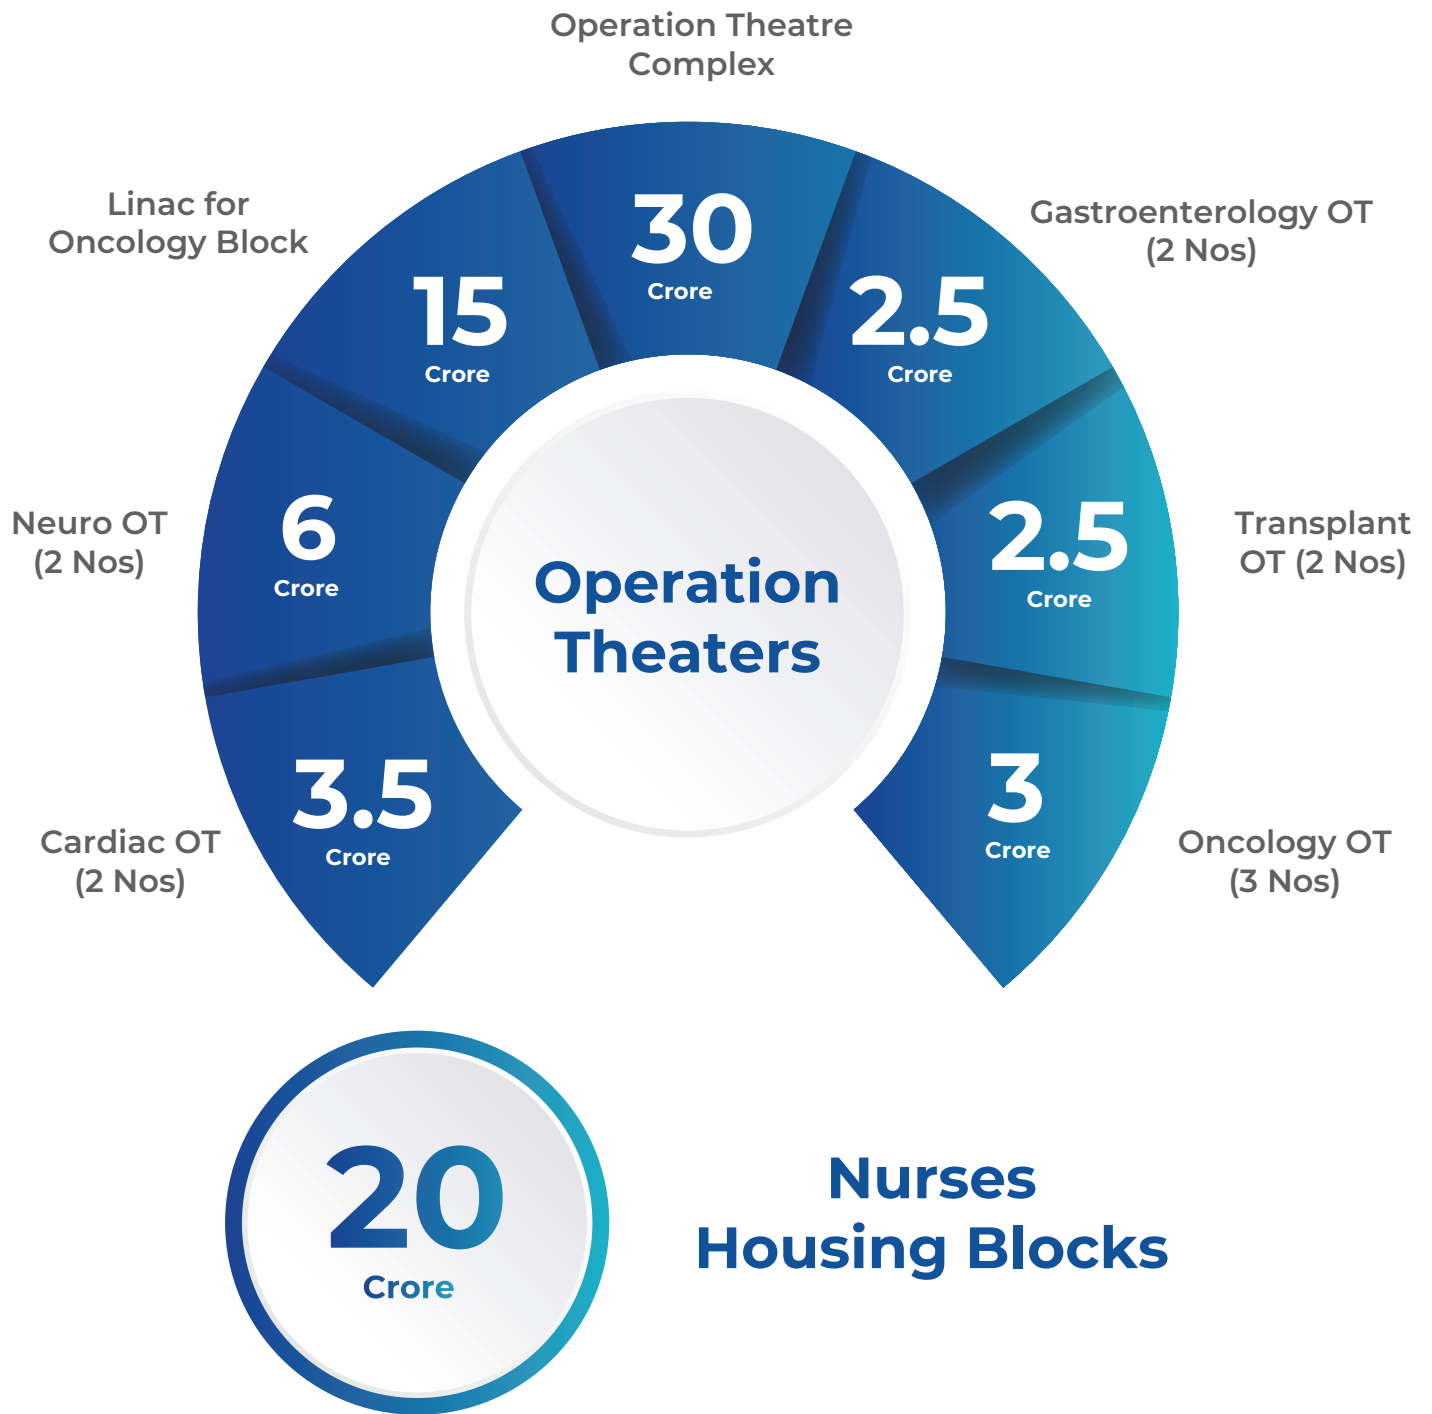 Operation Theatre
Complex
30
Crore
Linac for
Oncology Block
15
Crore
Gastroenterology OT
(2 Nos)
2.5
Crore
Neuro OT
(2 Nos)
6
Crore
Transplant
OT (2 Nos)
2.5
Crore
Operation
Theaters
Cardiac OT
(2 Nos)
3.5
Crore
Oncology OT
(3 Nos)
3
Crore
20
Crore
Nurses
Housing Blocks